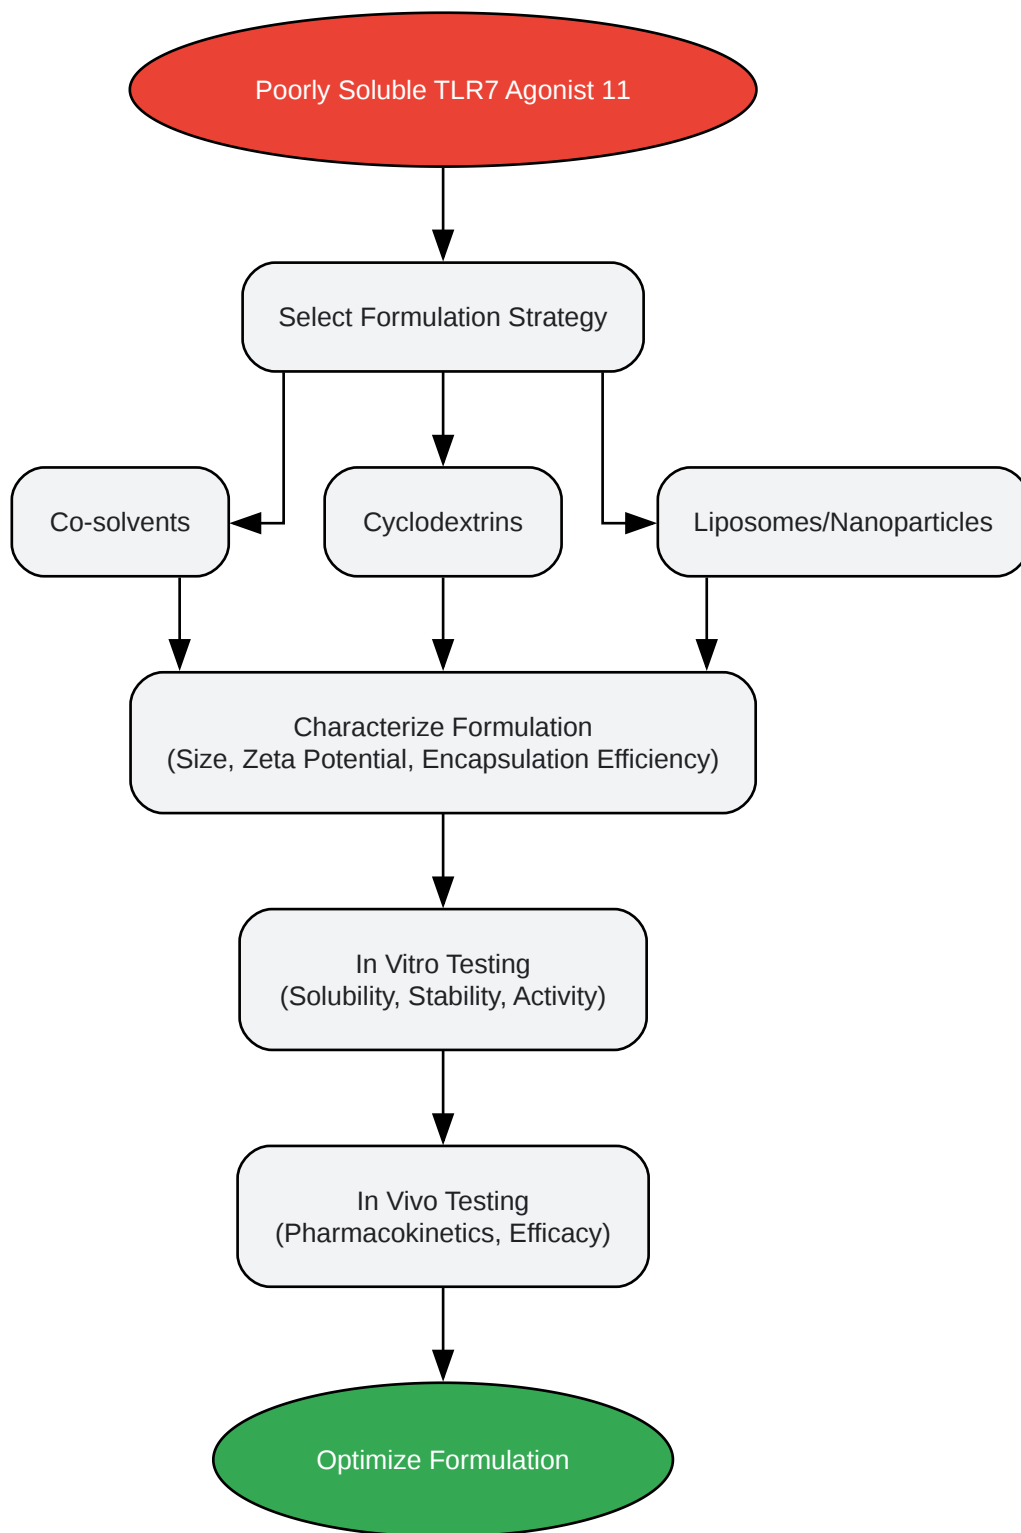 Poorly Soluble TLR7 Agonist 11
Select Formulation Strategy
Co-solvents
Cyclodextrins
Liposomes/Nanoparticles
Characterize Formulation
(Size, Zeta Potential, Encapsulation Efficiency)
In Vitro Testing
(Solubility, Stability, Activity)
In Vivo Testing
(Pharmacokinetics, Efficacy)
Optimize Formulation